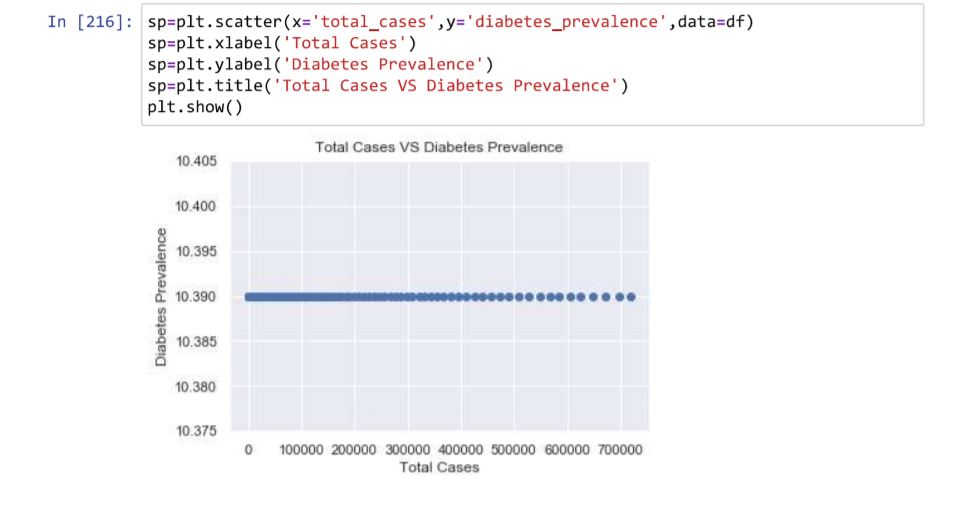 In [216]: sp=plt.scatter(x='total_cases',y='diabetes_prevalence',data=df)
sp=plt.xlabel('Total Cases')
sp=plt.ylabel('Diabetes Prevalence')
sp=plt.title('Total Cases VS Diabetes Prevalence')
plt.show()
Total Cases VS Diabetes Prevalence
10.405
10.400
10.395
10.390
10.385
10.380
10.375
Diabetes Prevalence
0 100000 200000 300000 400000 500000 600000 700000
Total Cases